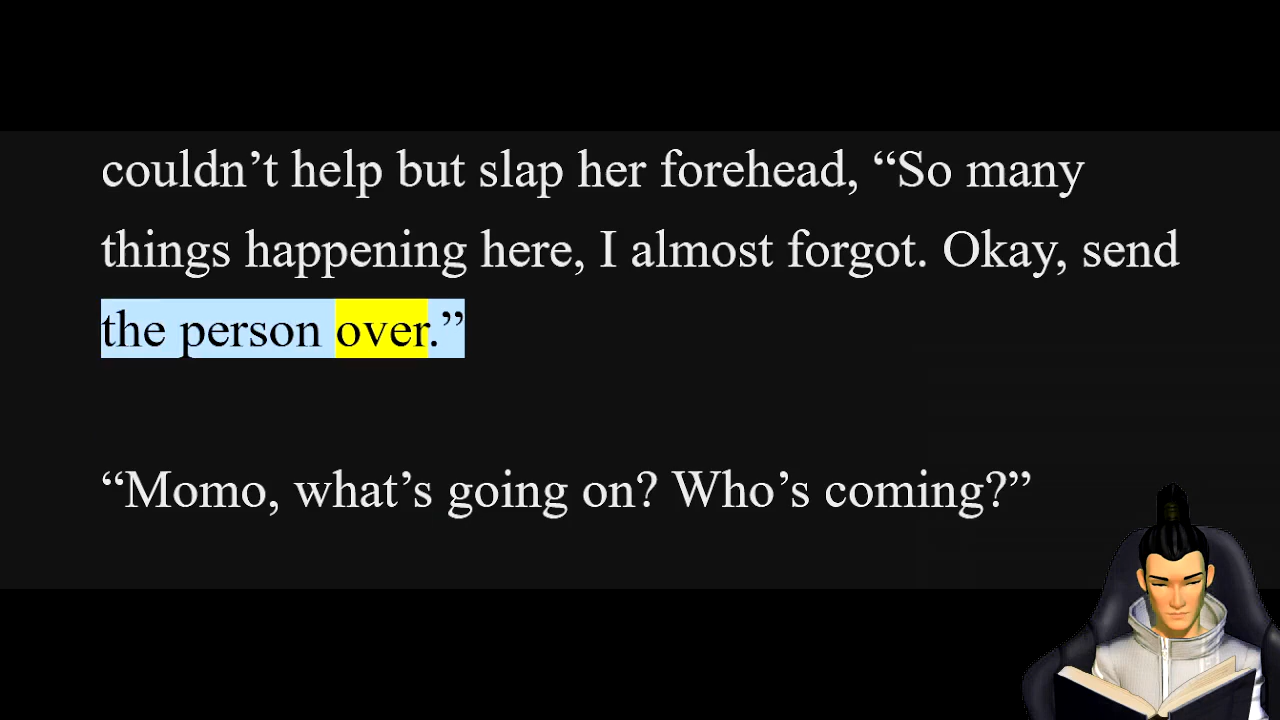 couldn’t help but slap her forehead, “So many
things happening here, I almost forgot. Okay, send
the person over.”
“Momo, what’s going on? Who’s coming?”